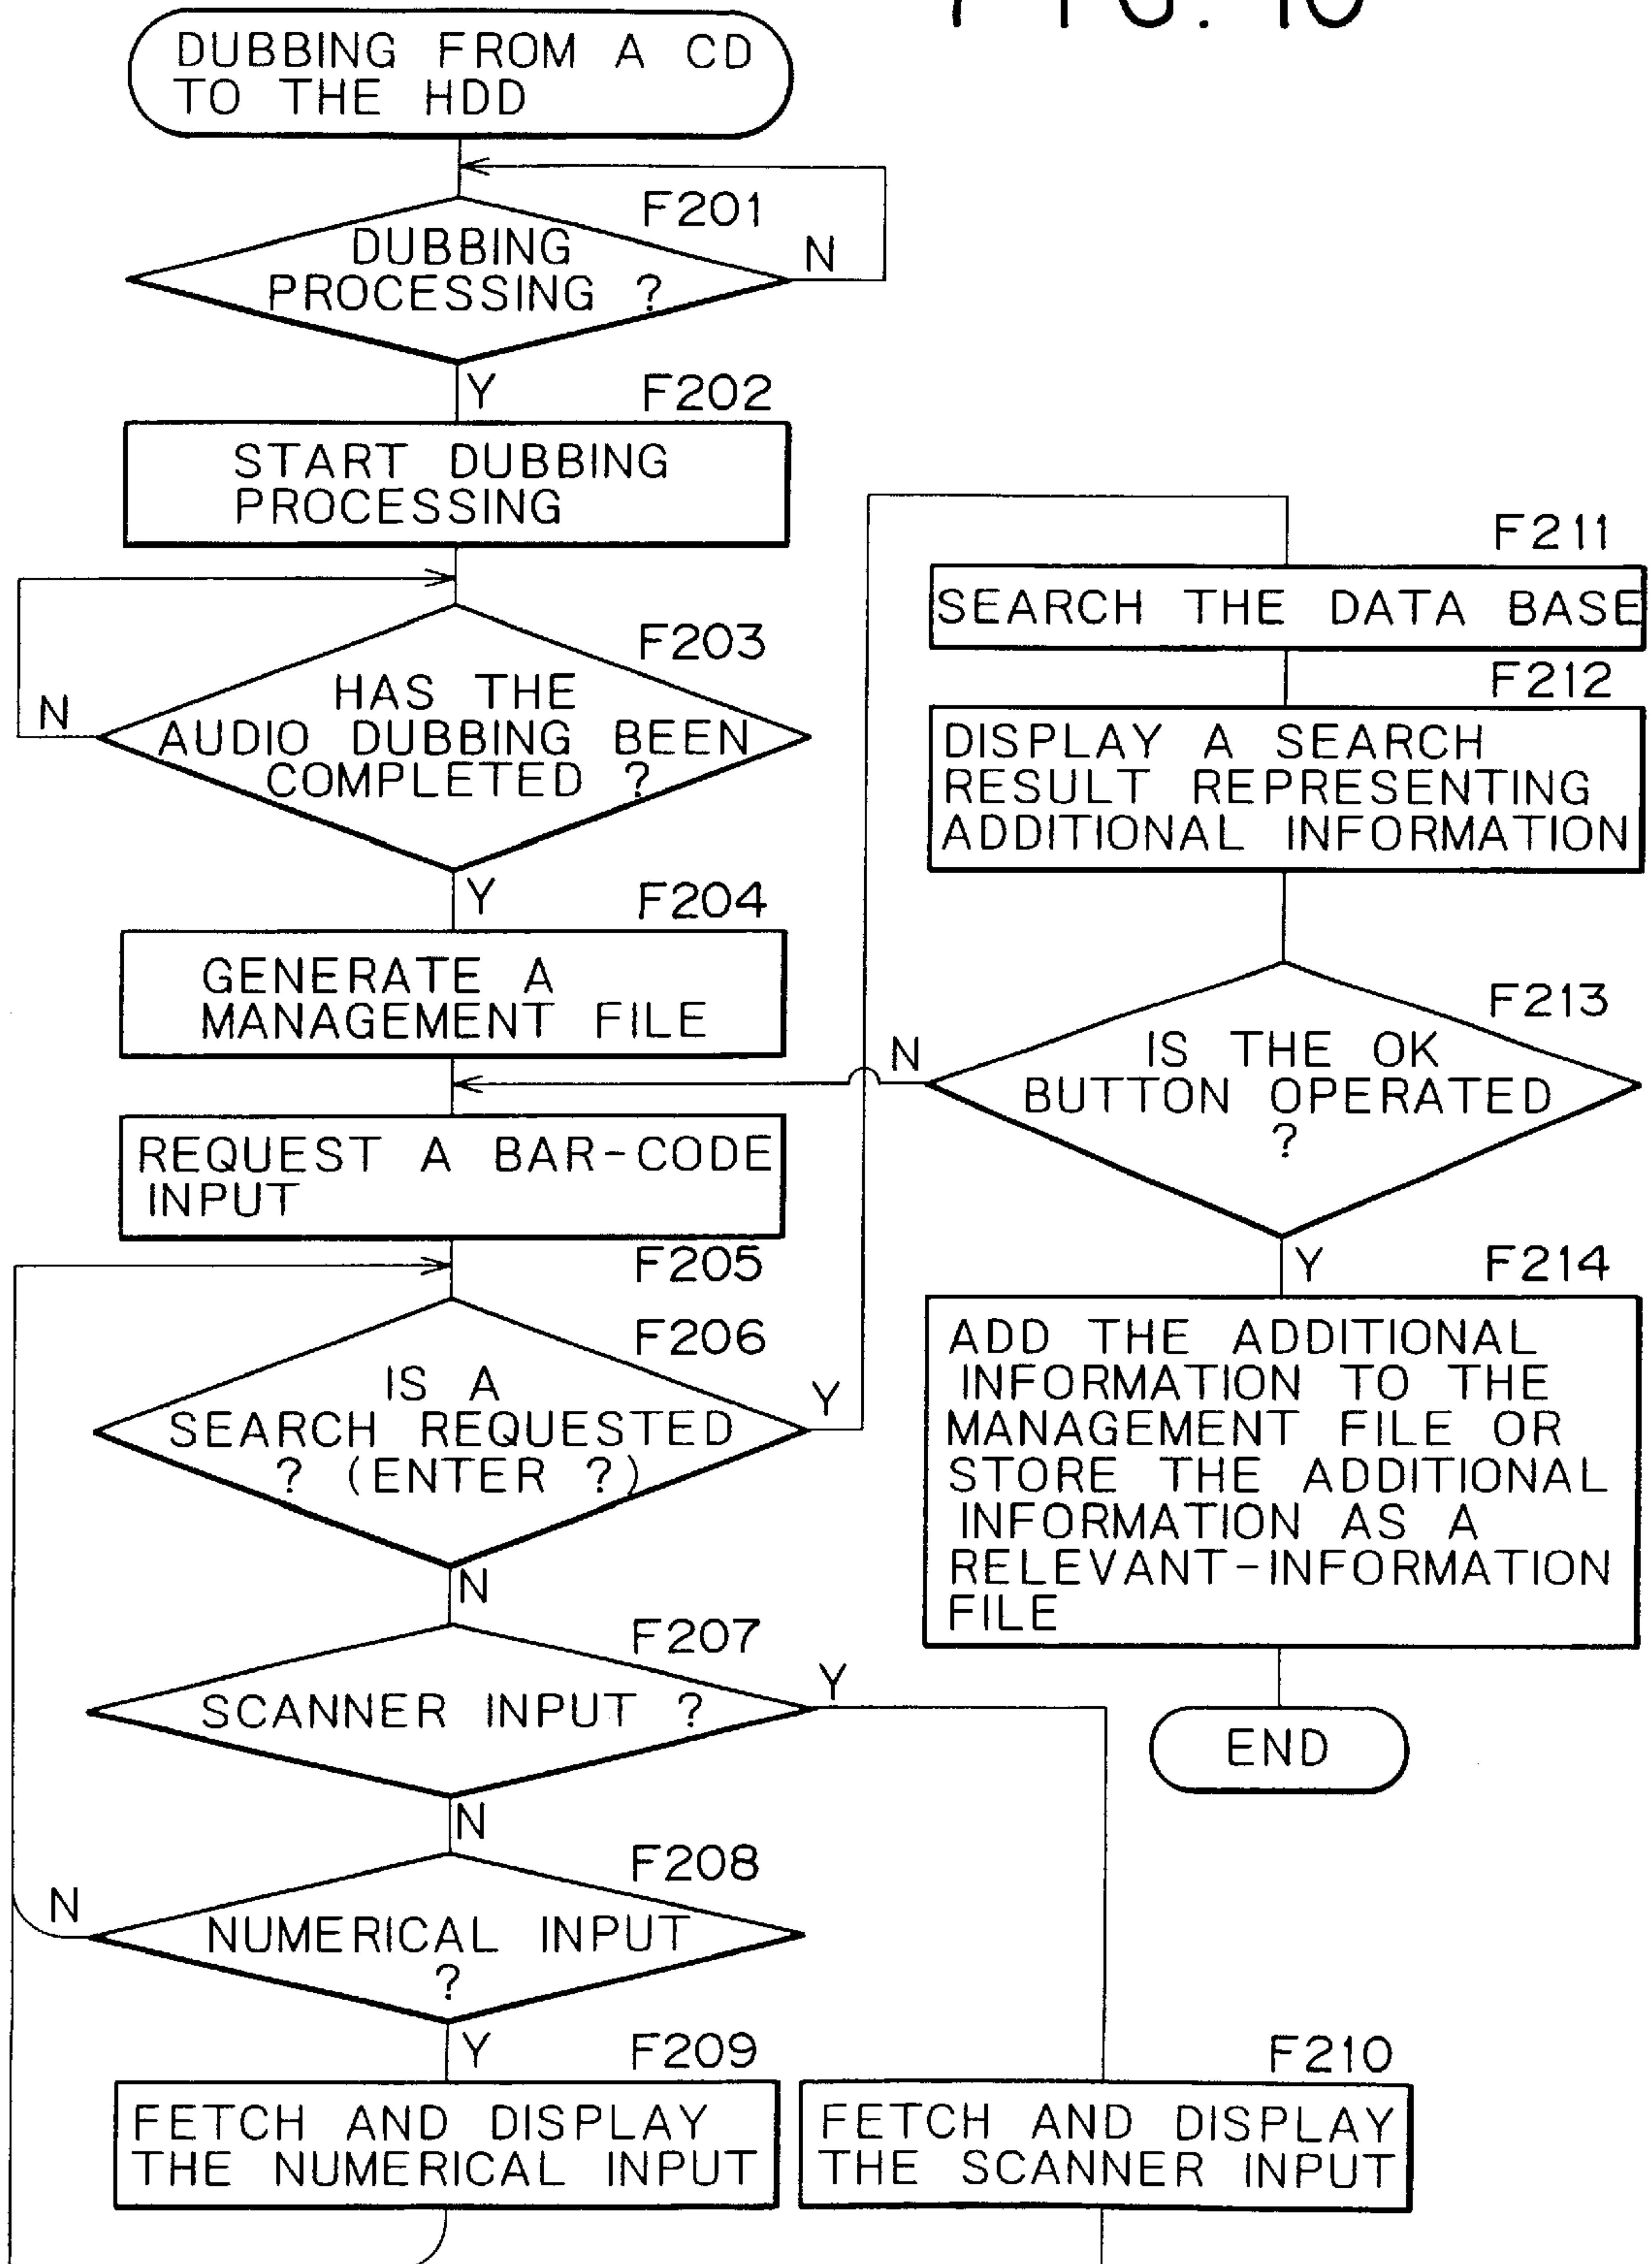 FIG. 10
DUBBING FROM A CD
TO THE HDD
F201
DUBBING
PROCESSING ?
N
Y
F202
START DUBBING
PROCESSING
F203
HAS THE
AUDIO DUBBING BEEN
COMPLETED ?
N
Y
F204
GENERATE A
MANAGEMENT FILE
REQUEST A BAR-CODE
INPUT
F205
F206
IS A
SEARCH REQUESTED
? (ENTER ?)
Y
N
F207
SCANNER INPUT ?
Y
N
F208
NUMERICAL INPUT
?
N
Y
F209
FETCH AND DISPLAY
THE NUMERICAL INPUT
F210
FETCH AND DISPLAY
THE SCANNER INPUT
F211
SEARCH THE DATA BASE
F212
DISPLAY A SEARCH
RESULT REPRESENTING
ADDITIONAL INFORMATION
F213
IS THE OK
BUTTON OPERATED
?
N
Y
F214
ADD THE ADDITIONAL
INFORMATION TO THE
MANAGEMENT FILE OR
STORE THE ADDITIONAL
INFORMATION AS A
RELEVANT-INFORMATION
FILE
END